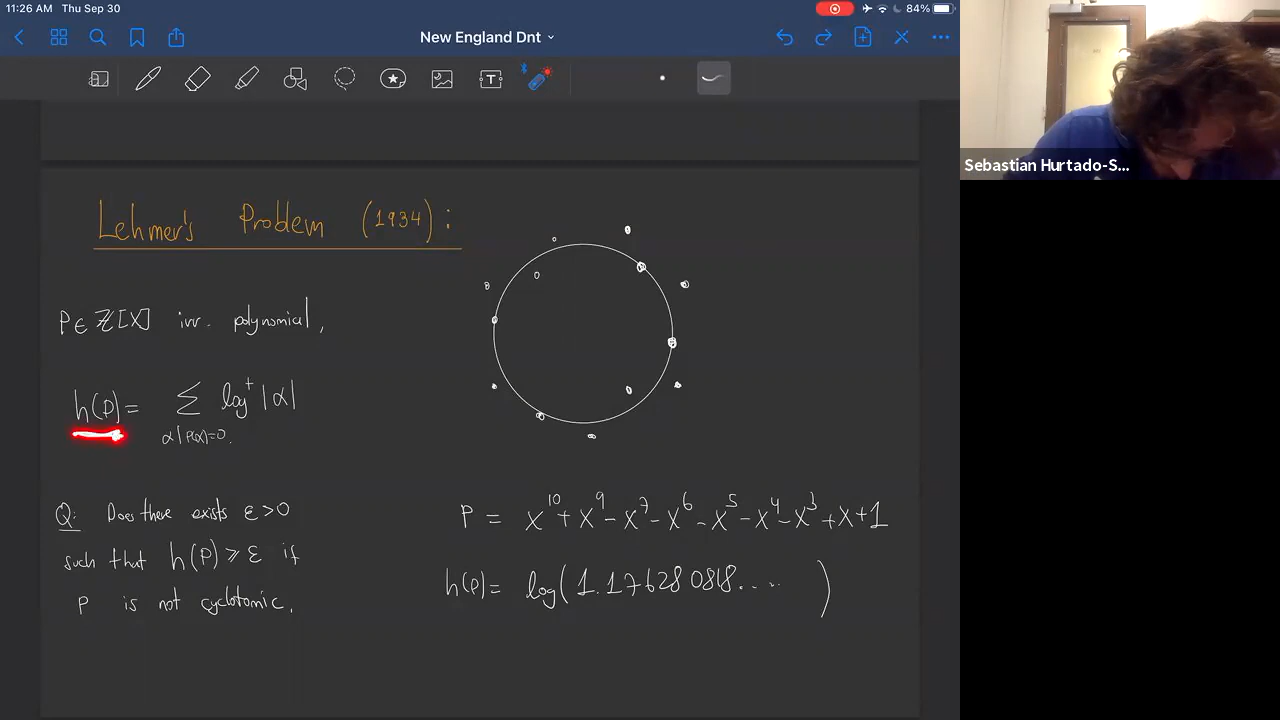 11:26 AM Thu Sep 30
84%
New England Dnt
T
Sebastian Hurtado-S...
Lehmer's Problem (1934):
P ∈ ℤ[X] irr. polynomial,
h(P) = Σ log⁺ |α|
α | P(α)=0.
Q: Does there exists ε>0
such that h(P) ≥ ε if
P is not cyclotomic.
P = X¹⁰ + X⁹ - X⁷ - X⁶ - X⁵ - X⁴ - X³ + X + 1
h(P) = log(1.176280818.... )